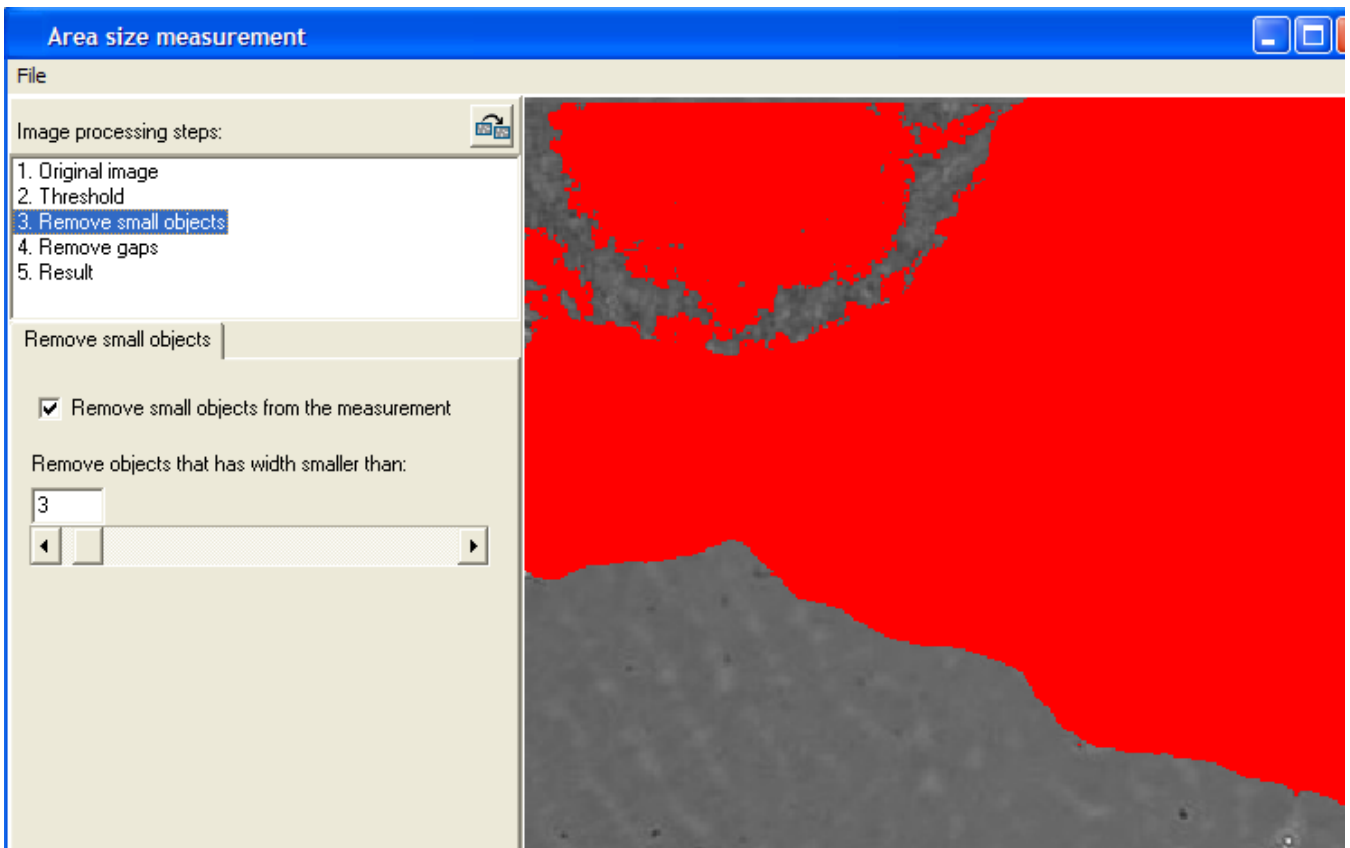 Area size measurement
File
Image processing steps:
1. Original image
2. Threshold
3. Remove small objects
4. Remove gaps
5. Result
Remove small objects
Remove small objects from the measurement
Remove objects that has width smaller than:
3